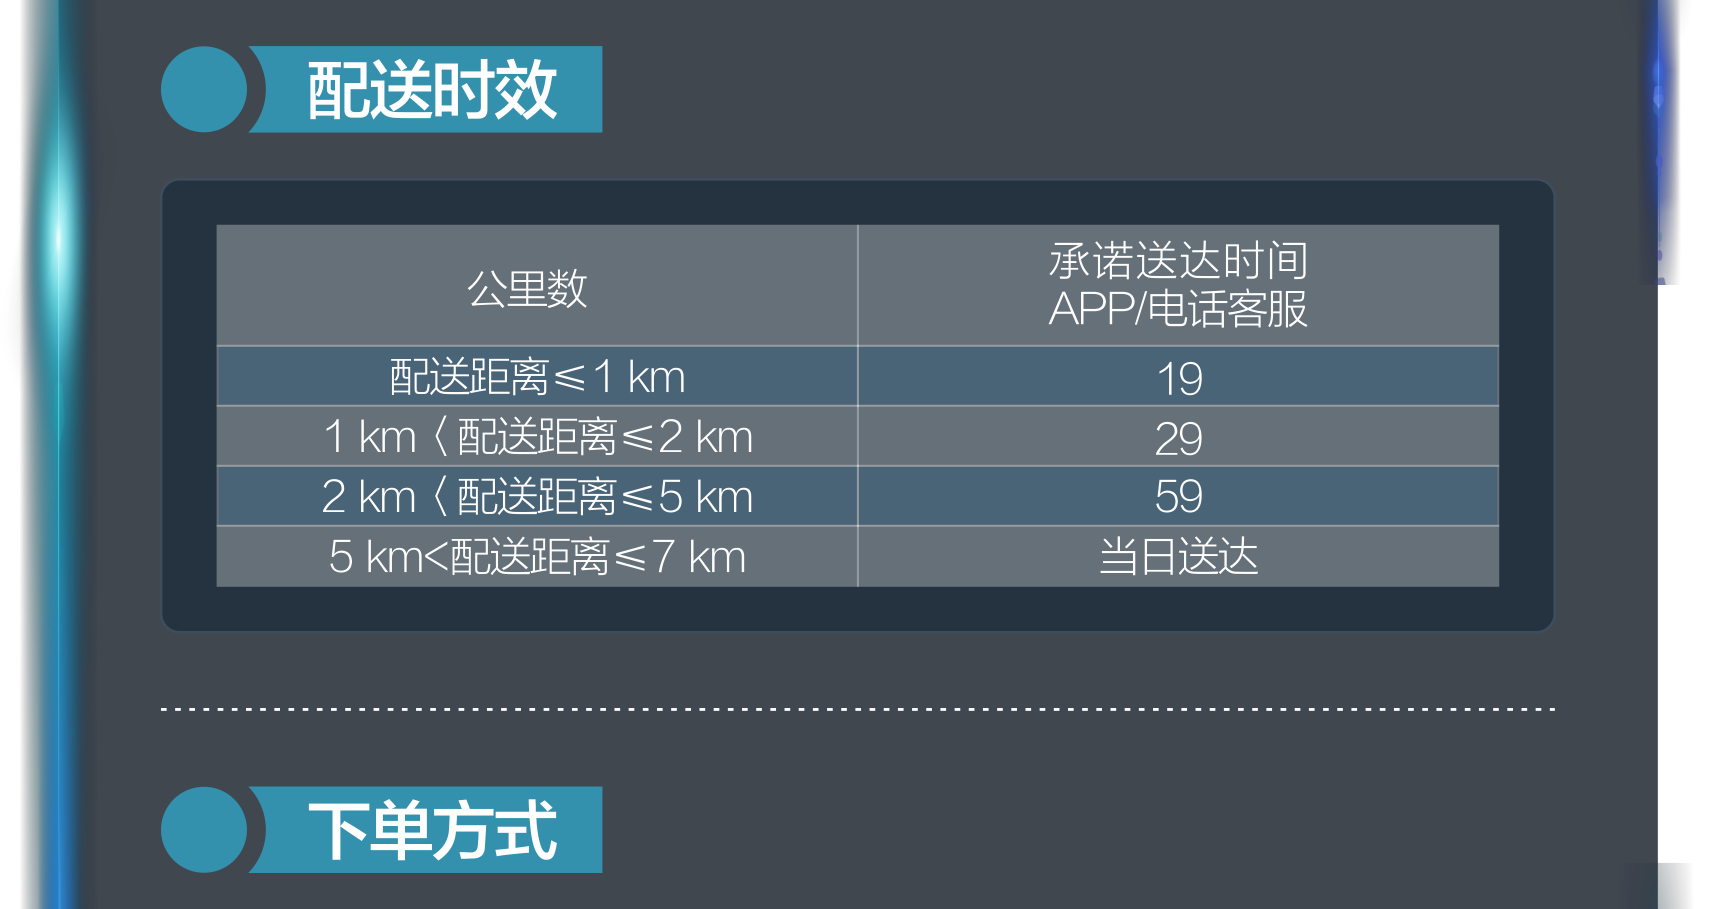 配送时效
公里数
承诺送达时间
APP/电话客服
配送距离≤1 km
19
1 km〈配送距离≤2 km
29
2 km〈配送距离≤5 km
59
5 km<配送距离≤7 km
当日送达
下单方式